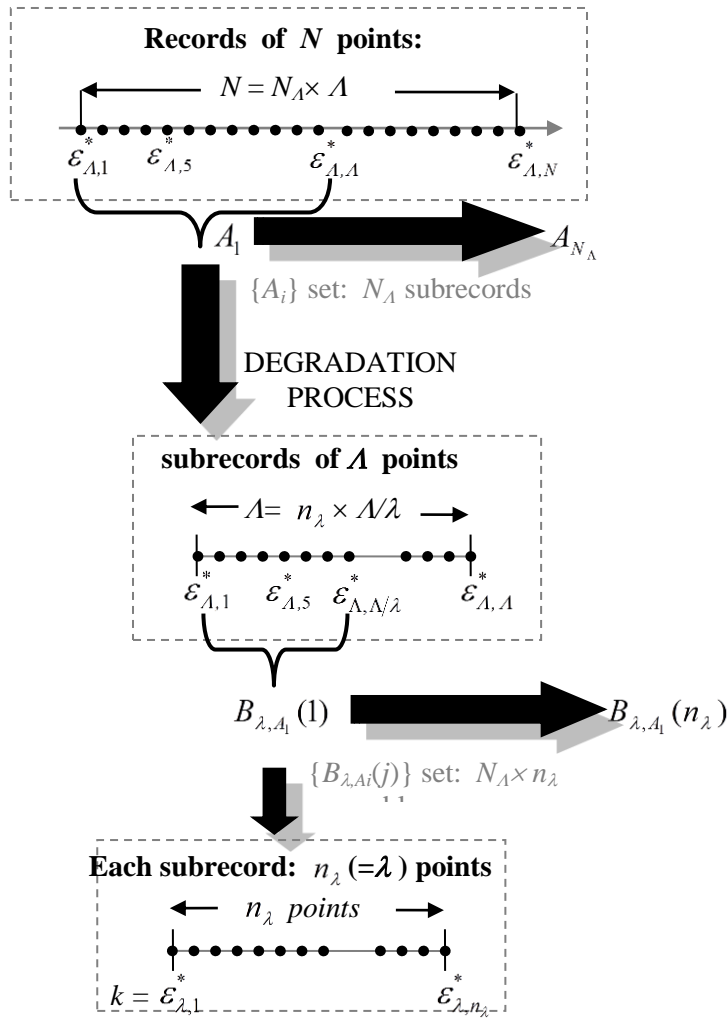 Records of N points:
N = N_Λ × Λ
ε*_Λ,1 ε*_Λ,5 ε*_Λ,Λ ε*_Λ,N
A_1 A_N_Λ
{A_i} set: N_Λ subrecords
DEGRADATION
PROCESS
subrecords of Λ points
Λ= n_λ × Λ/λ
ε*_Λ,1 ε*_Λ,5 ε*_Λ,Λ/λ ε*_Λ,Λ
B_λ,A_1 (1) B_λ,A_1 (n_λ)
{B_λ,Ai(j)} set: N_Λ × n_λ
Each subrecord: n_λ (=λ) points
n_λ points
k = ε*_λ,1 ε*_λ,n_λ